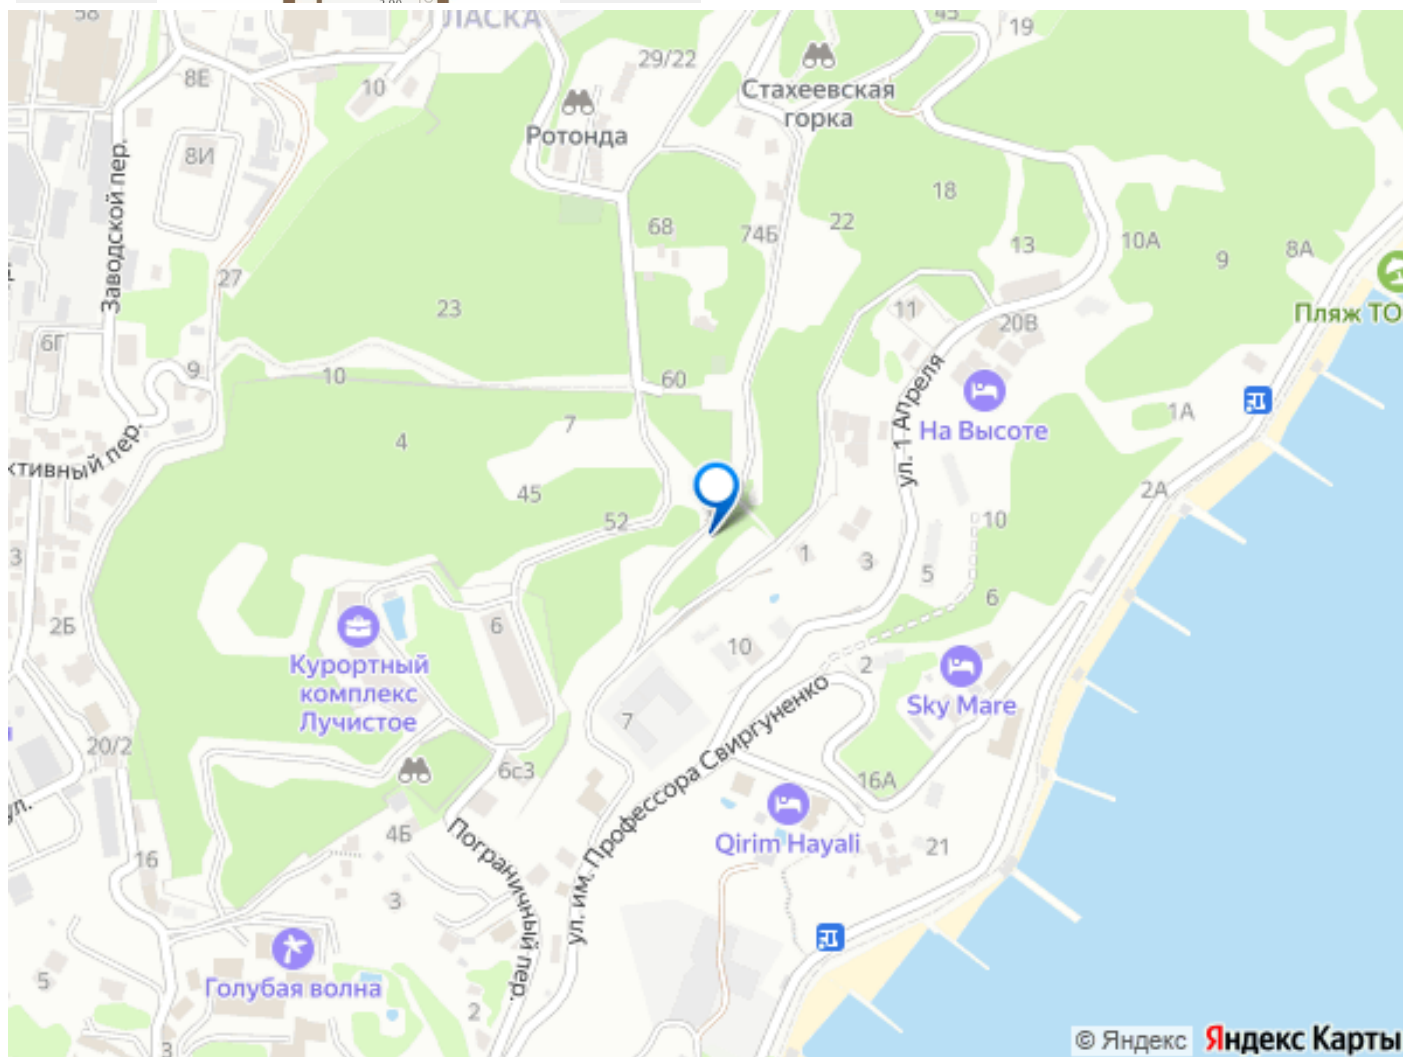 58
ЛАСКА
45
19
8Е
10
29/22
Стахеевская
горка
Ротонда
8И
Заводской пер.
18
68
74Б
22
13
10А
9
8А
27
23
11
20В
Пляж ТО
6Г
9
10
60
ул. 1 Апреля
На Высоте
1А
4
7
ктивный пер.
45
52
2А
10
1
3
5
3
6
2Б
6
Курортный
комплекс
Лучистое
10
2
Sky Mare
7
ул. им. Профессора Свиргуненко
20/2
6с3
16А
ул.
Qirim Hayali
4Б
Пограничный пер.
16
21
3
Голубая волна
5
2
3
© Яндекс Яндекс Карты